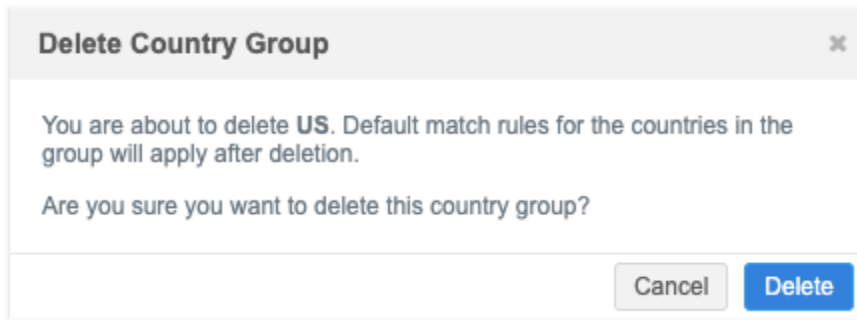 Delete Country Group
You are about to delete US. Default match rules for the countries in the
group will apply after deletion.
Are you sure you want to delete this country group?
Cancel Delete